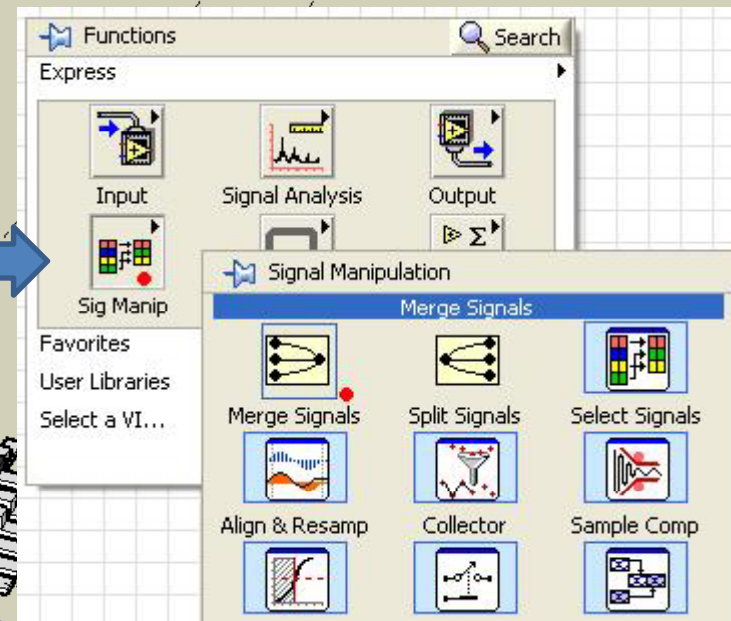 Functions
Search
Express
Input
Signal Analysis
Output
Sig Manip
Signal Manipulation
Merge Signals
Favorites
User Libraries
Select a VI...
Merge Signals
Split Signals
Select Signals
Align & Resamp
Collector
Sample Comp